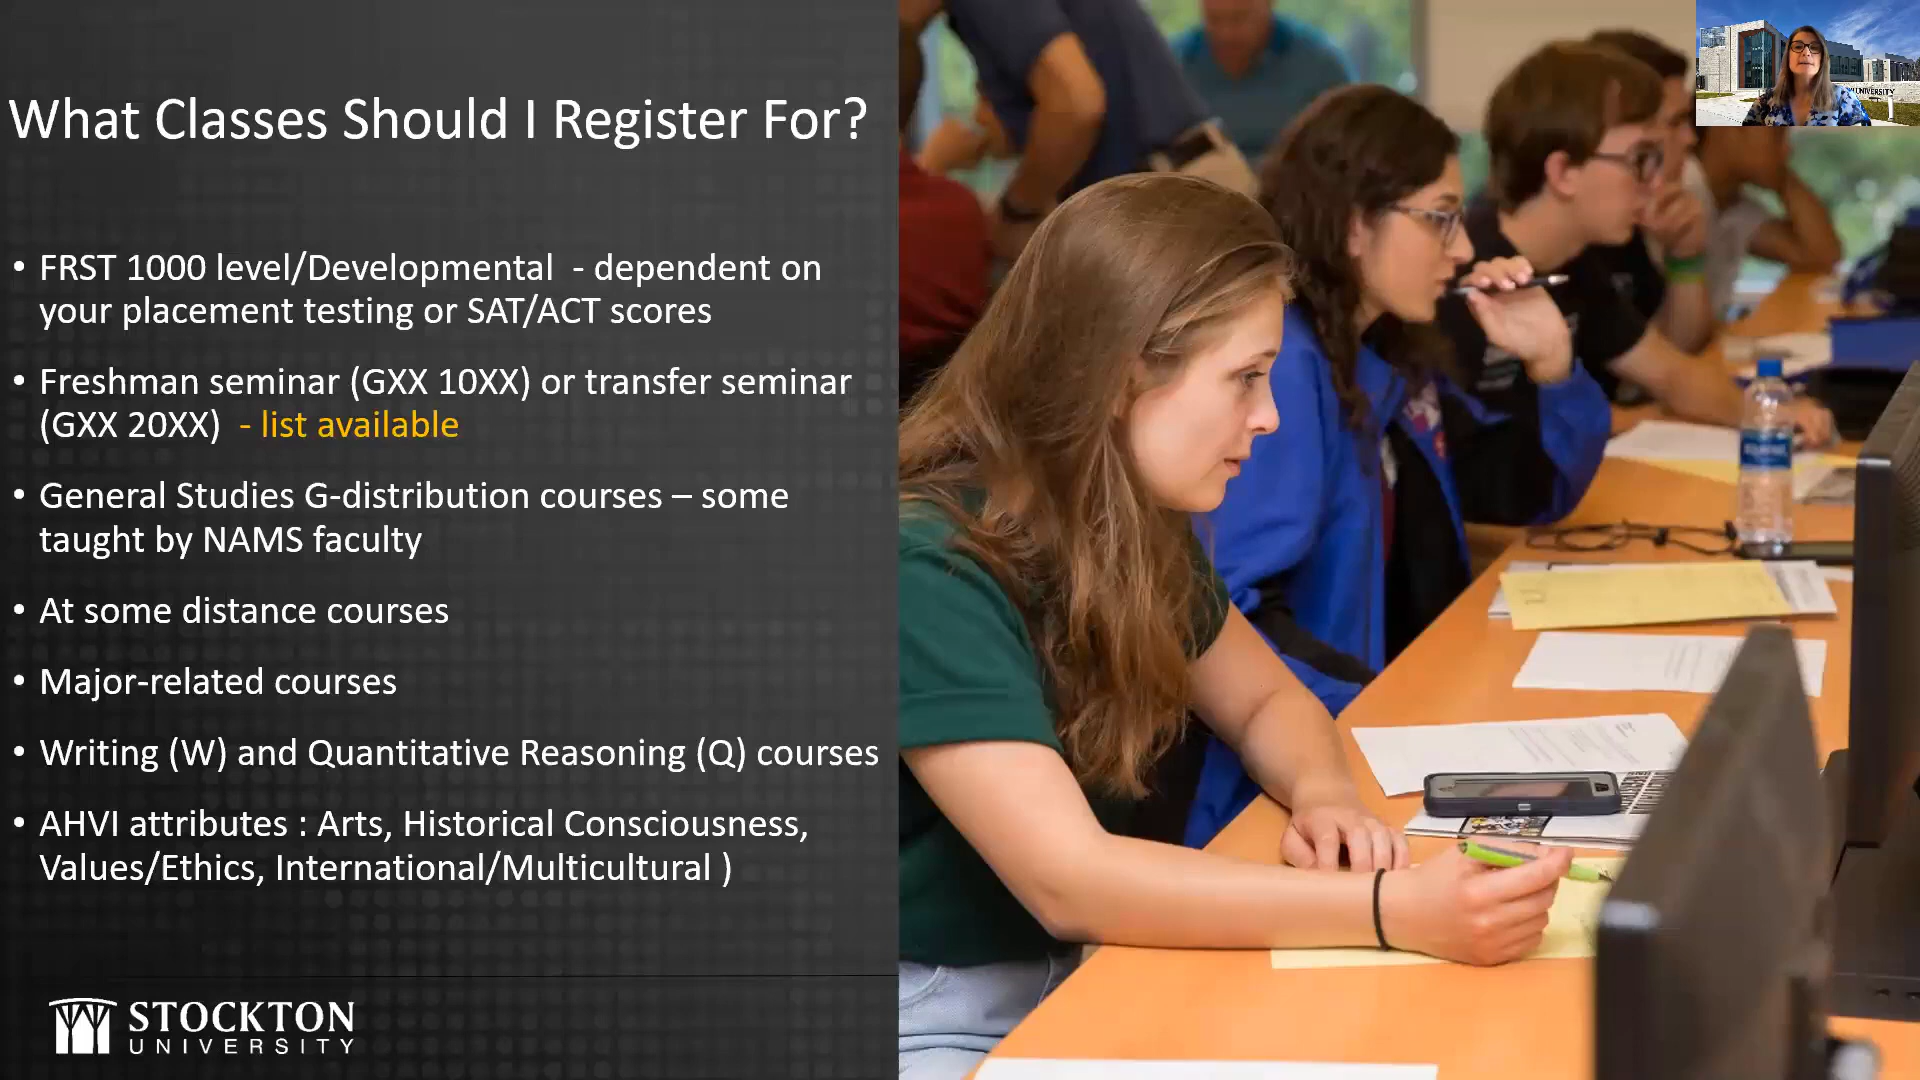 What Classes Should I Register For?
• FRST 1000 level/Developmental  - dependent on
your placement testing or SAT/ACT scores
• Freshman seminar (GXX 10XX) or transfer seminar
(GXX 20XX)  - list available
• General Studies G-distribution courses – some
taught by NAMS faculty
• At some distance courses
• Major-related courses
• Writing (W) and Quantitative Reasoning (Q) courses
• AHVI attributes : Arts, Historical Consciousness,
Values/Ethics, International/Multicultural )
STOCKTON
UNIVERSITY
UNIVERSITY